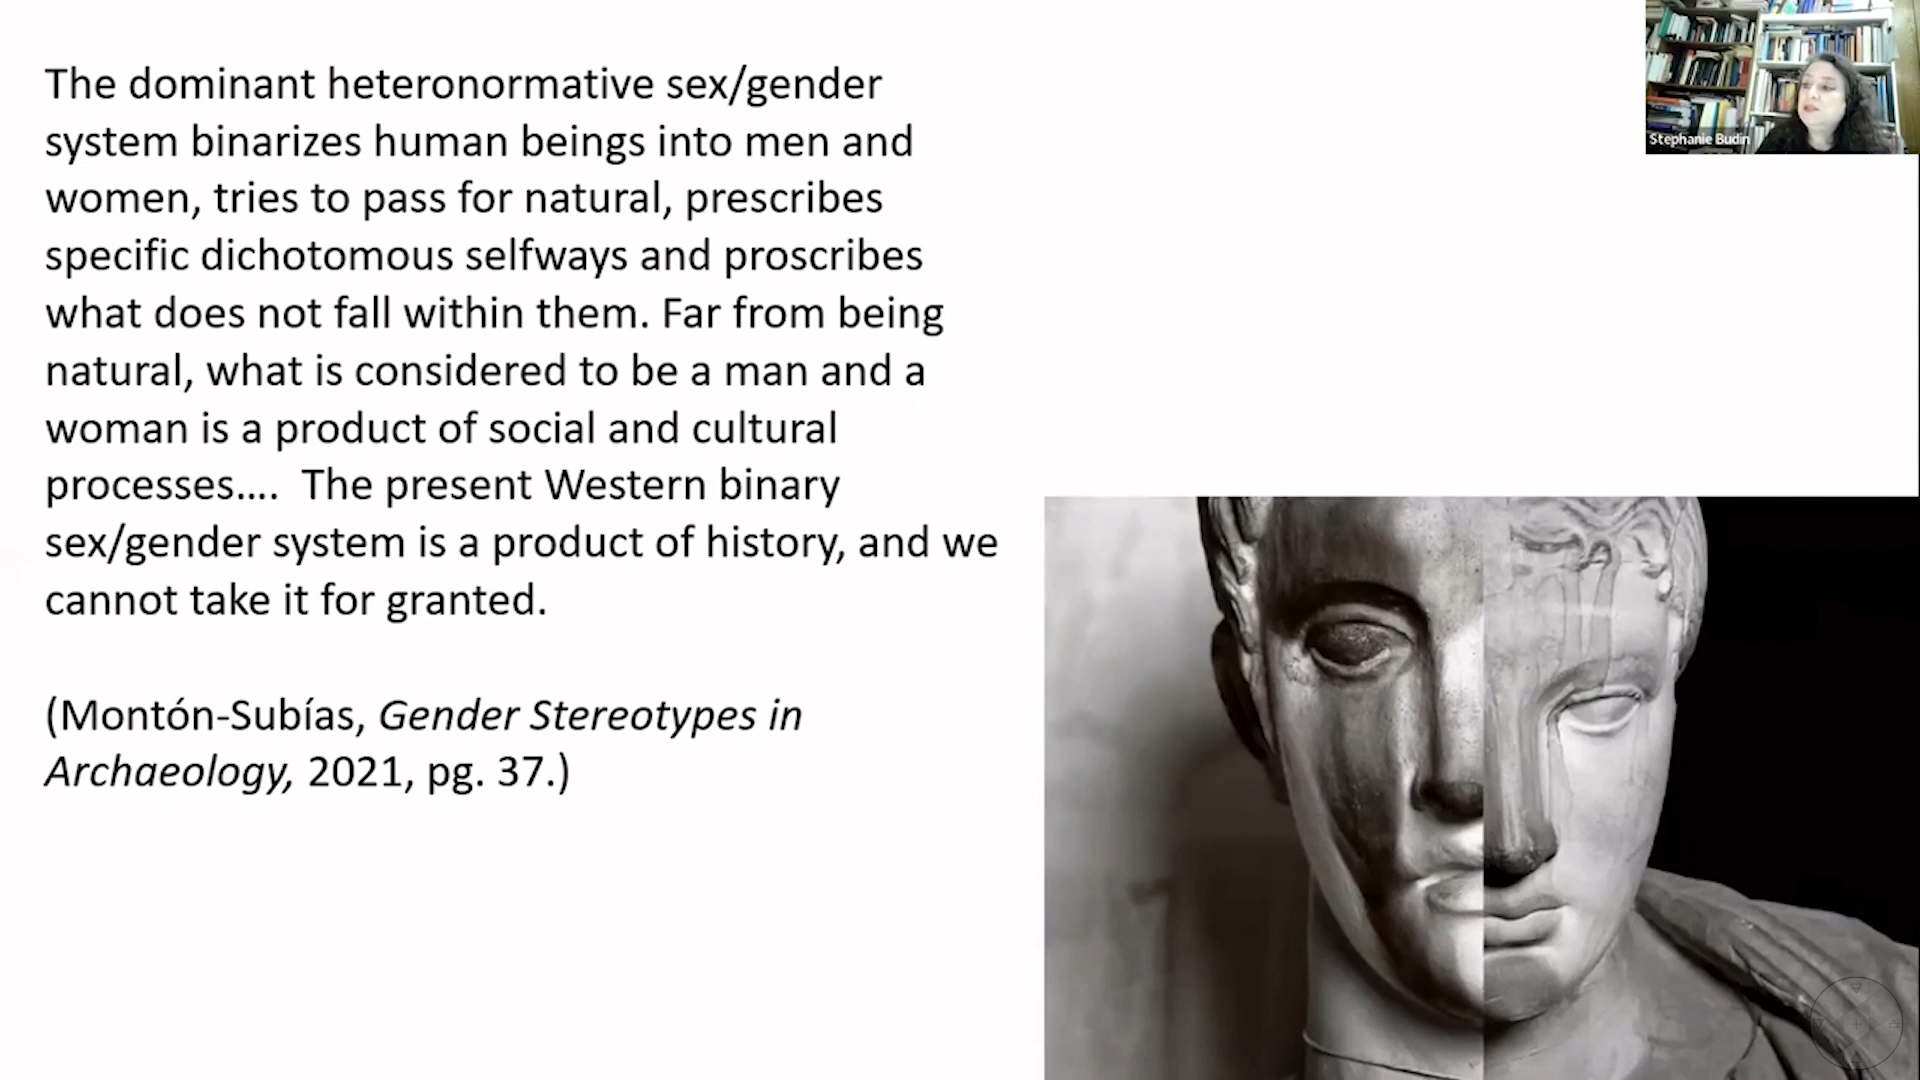 The dominant heteronormative sex/gender
system binarizes human beings into men and
women, tries to pass for natural, prescribes
specific dichotomous selfways and proscribes
what does not fall within them. Far from being
natural, what is considered to be a man and a
woman is a product of social and cultural
processes....  The present Western binary
sex/gender system is a product of history, and we
cannot take it for granted.
(Montón-Subías, Gender Stereotypes in
Archaeology, 2021, pg. 37.)
Stephanie Budin